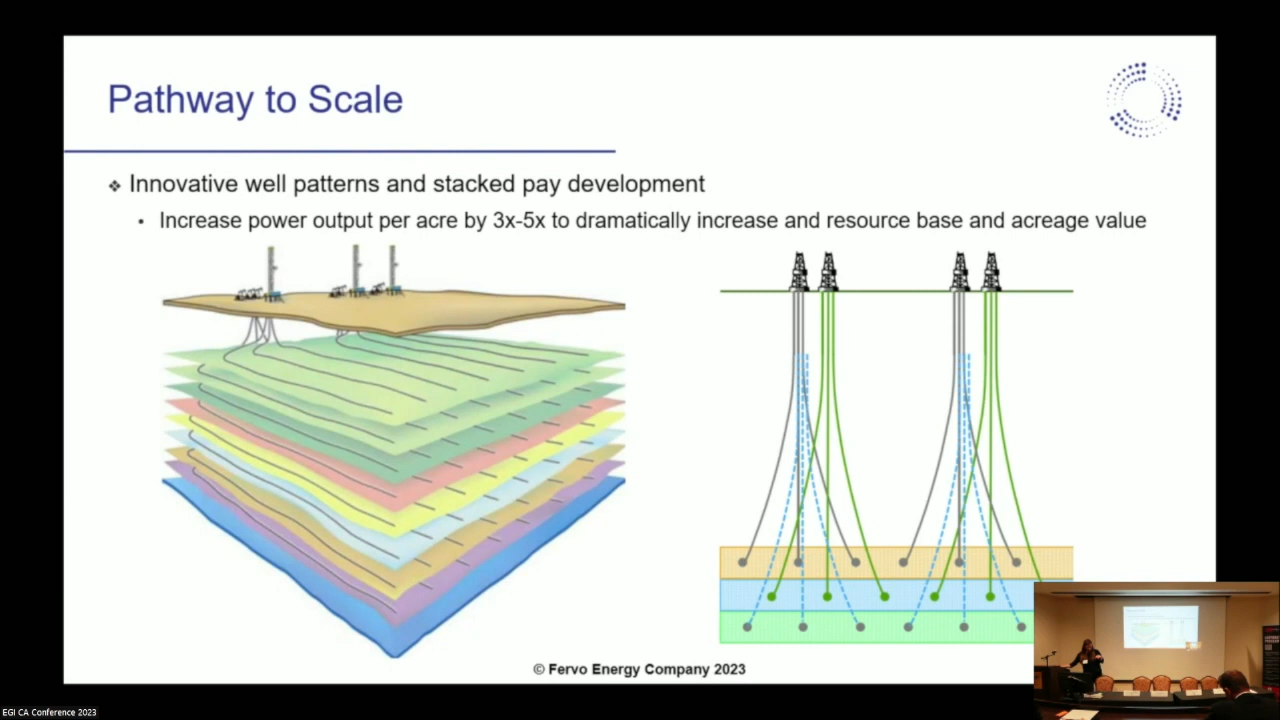 Pathway to Scale
Innovative well patterns and stacked pay development
Increase power output per acre by 3x-5x to dramatically increase and resource base and acreage value
© Fervo Energy Company 2023
EGI CA Conference 2023